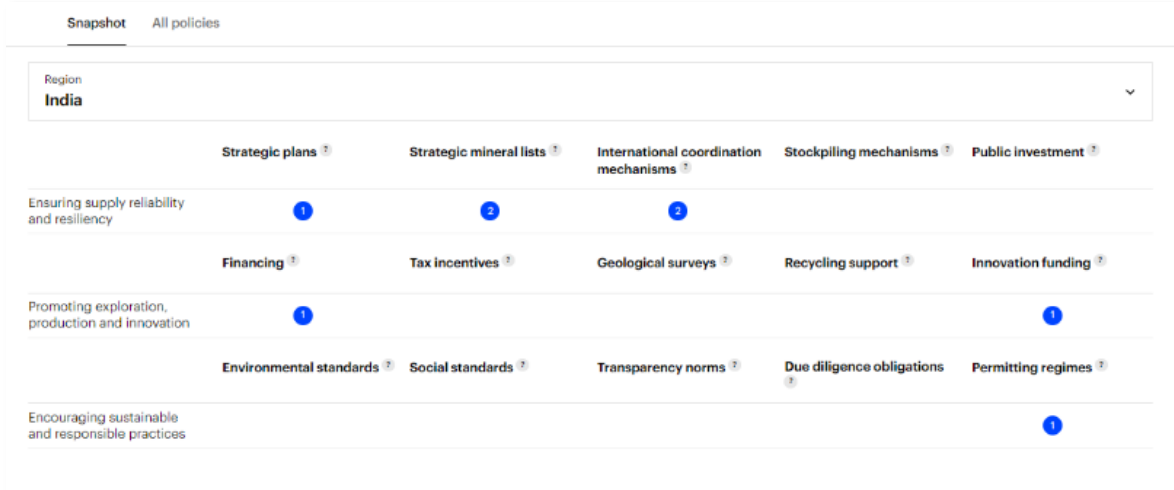 Snapshot All policies
Region
India
Strategic plans ? Strategic mineral lists ? International coordination mechanisms ? Stockpiling mechanisms ? Public investment ?
Ensuring supply reliability and resiliency 1 2 2
Financing ? Tax incentives ? Geological surveys ? Recycling support ? Innovation funding ?
Promoting exploration, production and innovation 1 1
Environmental standards ? Social standards ? Transparency norms ? Due diligence obligations ? Permitting regimes ?
Encouraging sustainable and responsible practices 1